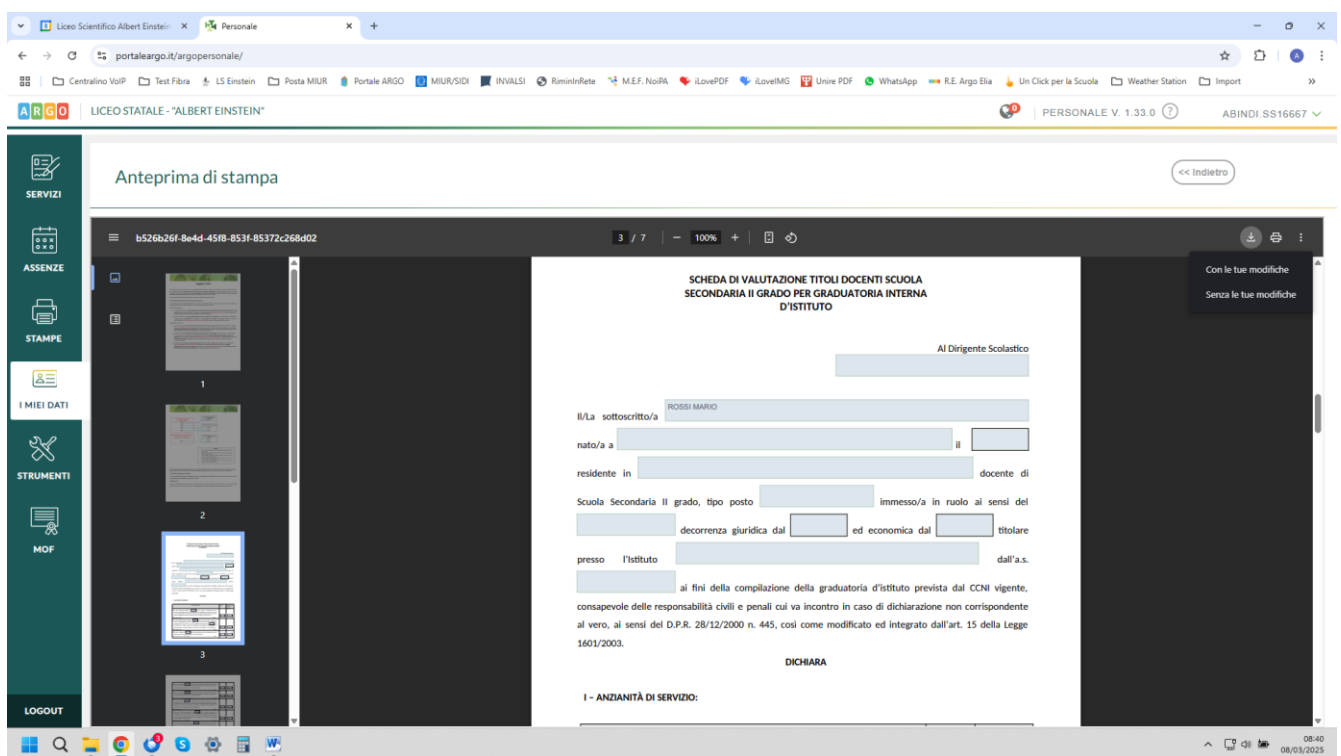 Liceo Scientifico Albert Einstein
Personale
portaleargo.it/argopersonale/
A
Centralino VoIP
Test Fibra
LS Einstein
Posta MIUR
Portale ARGO
MIUR/SIDI
INVALSI
RiminInRete
M.E.F. NoiPA
iLovePDF
iLoveIMG
Unire PDF
WhatsApp
R.E. Argo Elia
Un Click per la Scuola
Weather Station
Import
»
ARGO
LICEO STATALE - "ALBERT EINSTEIN"
0
PERSONALE V. 1.33.0
?
ABINDI.SS16667
SERVIZI
ASSENZE
STAMPE
I MIEI DATI
STRUMENTI
MOF
LOGOUT
Anteprima di stampa
<< Indietro
b526b26f-8e4d-45f8-853f-85372c268d02
3 / 7
100%
Con le tue modifiche
Senza le tue modifiche
1
2
3
SCHEDA DI VALUTAZIONE TITOLI DOCENTI SCUOLA
SECONDARIA II GRADO PER GRADUATORIA INTERNA
D'ISTITUTO
Al Dirigente Scolastico
Il/La sottoscritto/a ROSSI MARIO
nato/a a il
residente in docente di
Scuola Secondaria II grado, tipo posto immesso/a in ruolo ai sensi del
decorrenza giuridica dal ed economica dal titolare
presso l'Istituto dall'a.s.
ai fini della compilazione della graduatoria d'istituto prevista dal CCNI vigente,
consapevole delle responsabilità civili e penali cui va incontro in caso di dichiarazione non corrispondente
al vero, ai sensi del D.P.R. 28/12/2000 n. 445, così come modificato ed integrato dall'art. 15 della Legge
1601/2003.
DICHIARA
I – ANZIANITÀ DI SERVIZIO:
3
08:40
08/03/2025